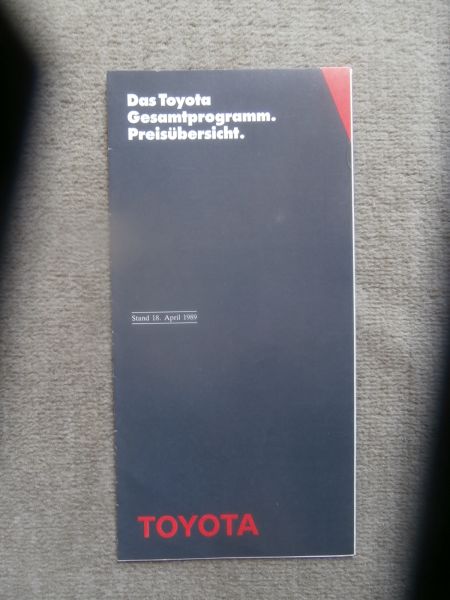 Das Toyota
Gesamtprogramm.
Preisübersicht.
Stand 18. April 1989
TOYOTA